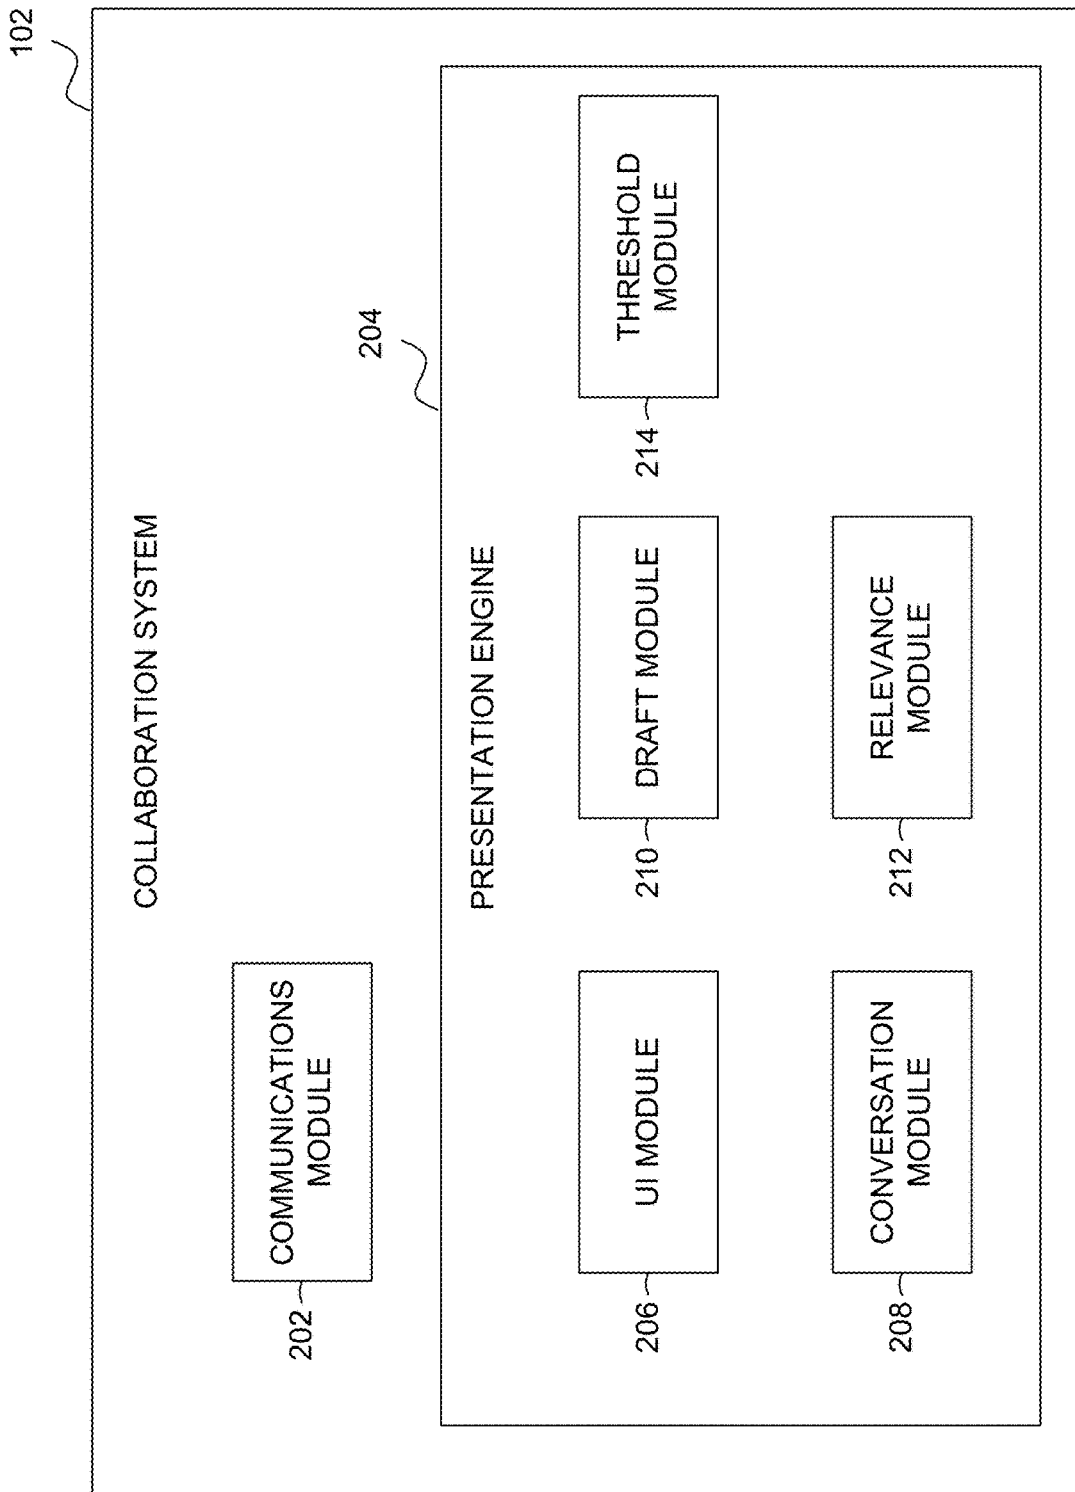 102
COLLABORATION SYSTEM
COMMUNICATIONS
MODULE
202
204
PRESENTATION ENGINE
UI MODULE
206
DRAFT MODULE
210
THRESHOLD
MODULE
214
CONVERSATION
MODULE
208
RELEVANCE
MODULE
212